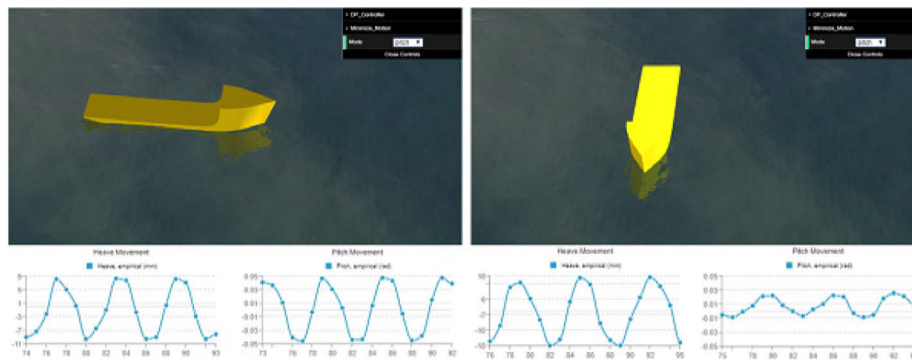 DP_Controller
Minimize_Motion
Mode pitch
Close Controls
DP_Controller
Minimize_Motion
Mode pitch
Close Controls
Heave Movement
Heave, empirical (mm)
9
5
1
-3
-7
-11
74 76 78 80 82 84 86 88 90 93
Pitch Movement
Pitch, empirical (rad)
0.05
0.03
0.01
-0.01
-0.03
-0.05
73 76 78 80 82 84 86 88 90 92
Heave Movement
Heave, empirical (mm)
10
6
-2
-10
76 78 80 82 84 86 88 90 92 95
Pitch Movement
Pitch, empirical (rad)
0.05
0.03
0.01
-0.01
-0.03
-0.05
75 78 80 82 84 86 88 90 92